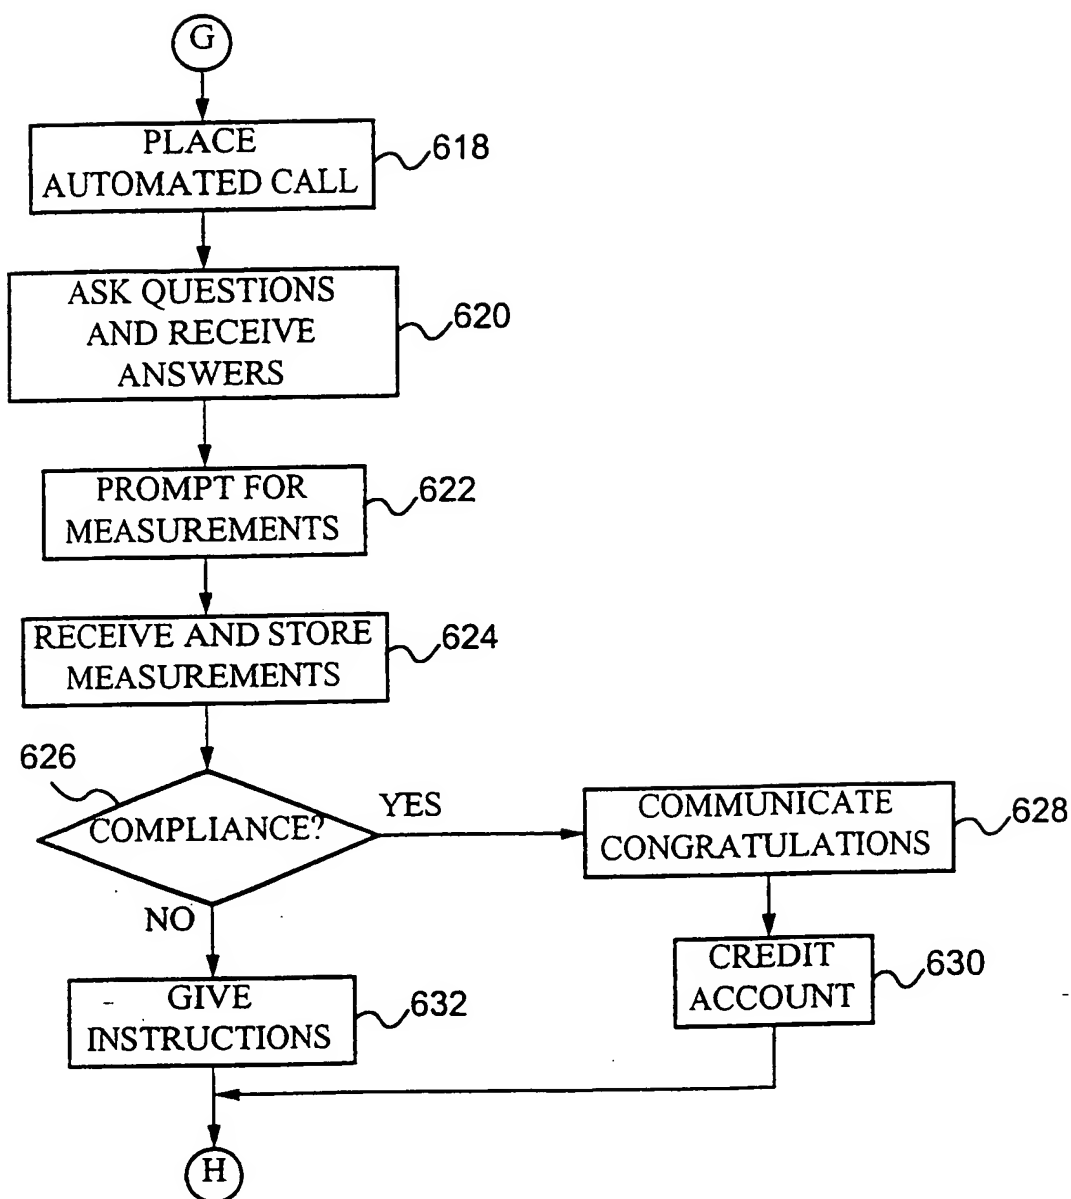 G
PLACE
AUTOMATED CALL
618
ASK QUESTIONS
AND RECEIVE
ANSWERS
620
PROMPT FOR
MEASUREMENTS
622
RECEIVE AND STORE
MEASUREMENTS
624
626
COMPLIANCE?
YES
COMMUNICATE
CONGRATULATIONS
628
NO
CREDIT
ACCOUNT
630
GIVE
INSTRUCTIONS
632
H